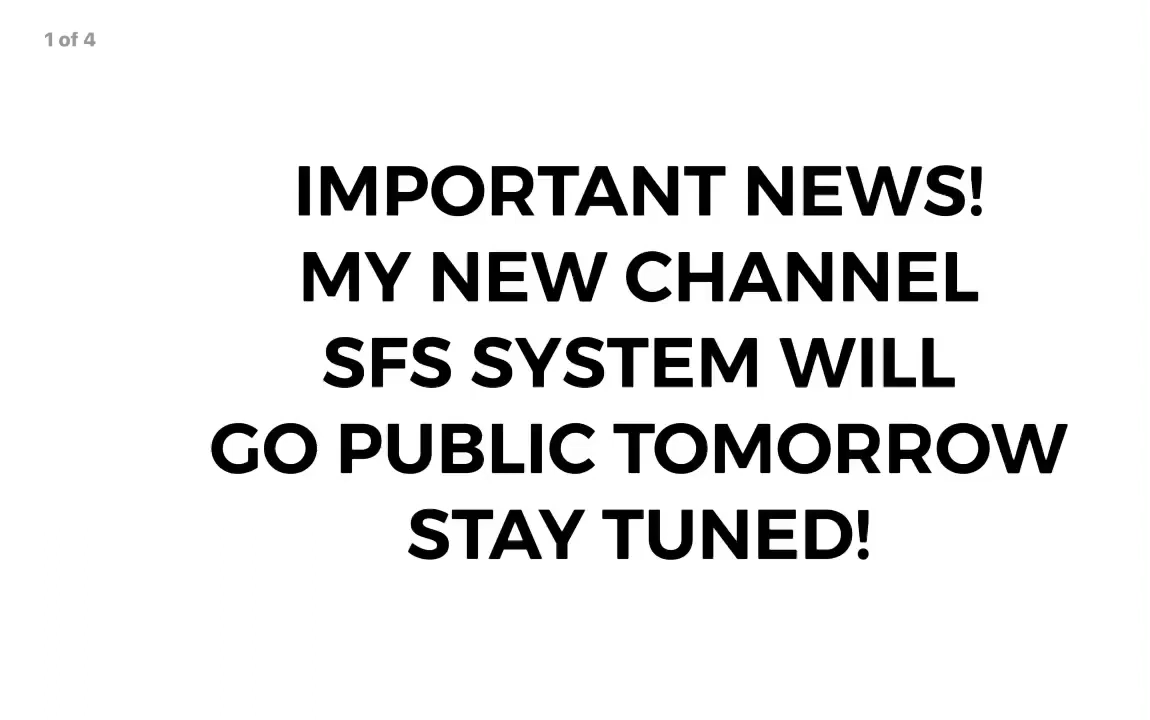 1 of 4
IMPORTANT NEWS!
MY NEW CHANNEL
SFS SYSTEM WILL
GO PUBLIC TOMORROW
STAY TUNED!